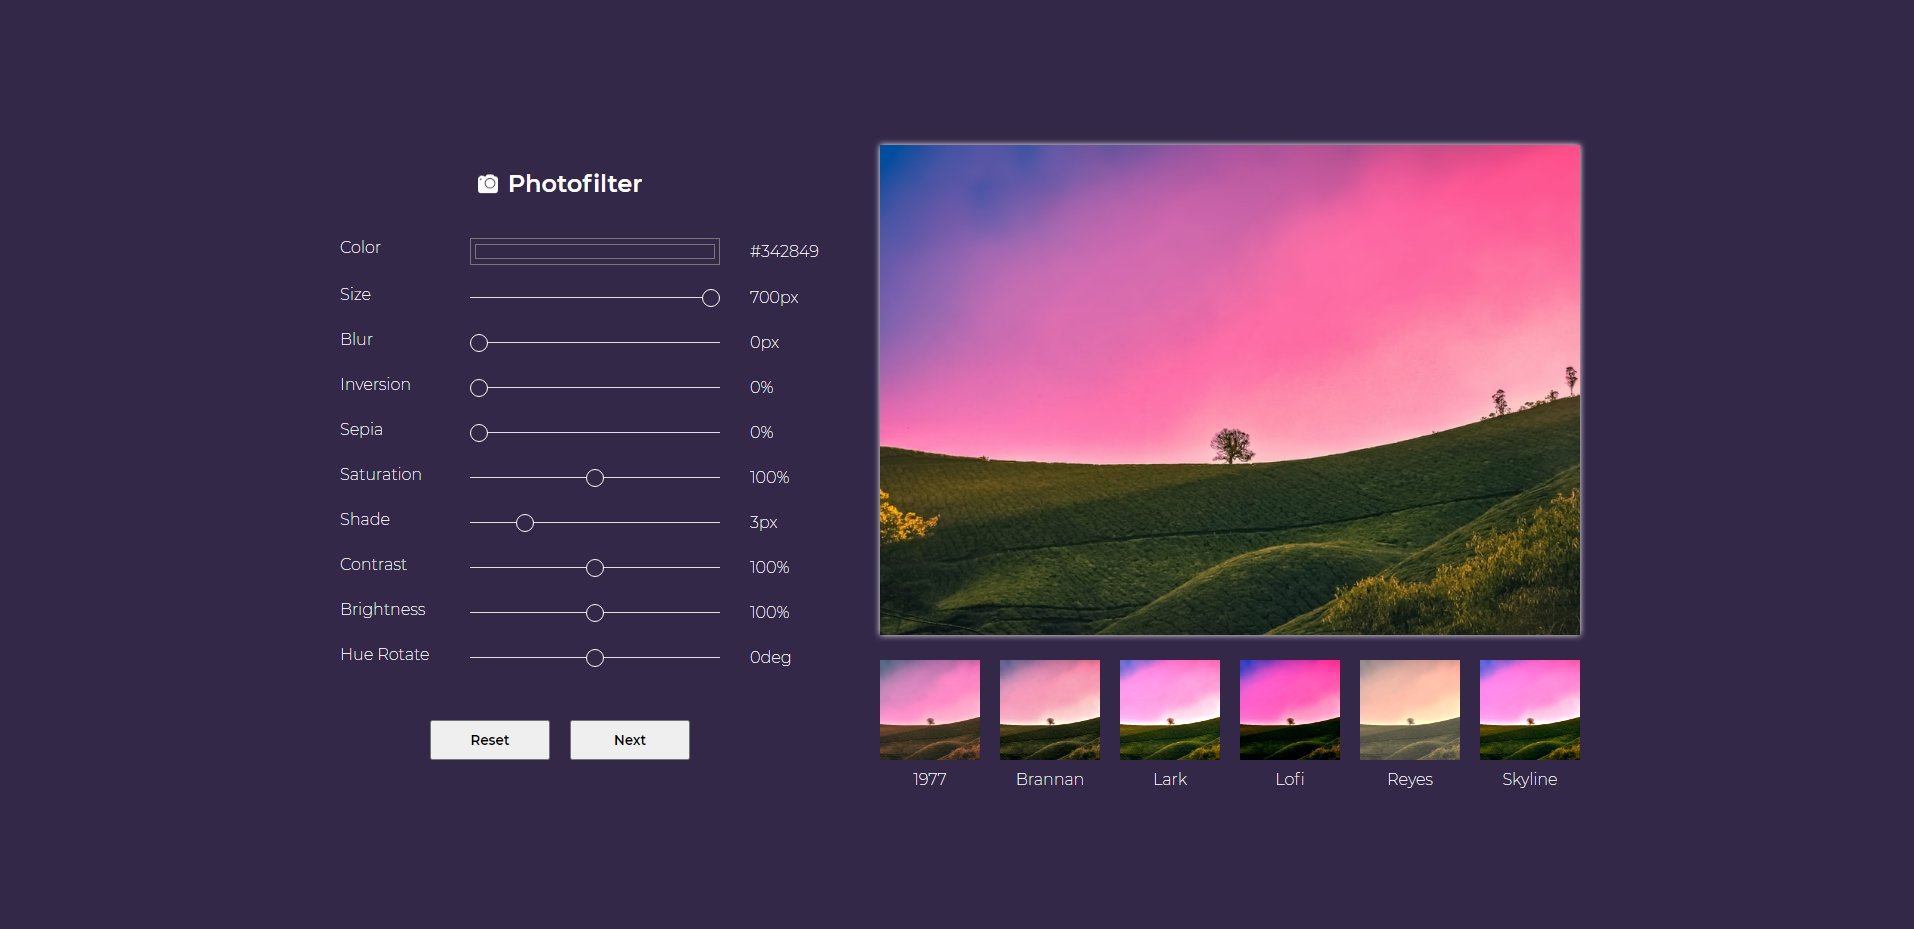 Photofilter
Color #342849
Size 700px
Blur 0px
Inversion 0%
Sepia 0%
Saturation 100%
Shade 3px
Contrast 100%
Brightness 100%
Hue Rotate 0deg
Reset Next
1977 Brannan Lark Lofi Reyes Skyline